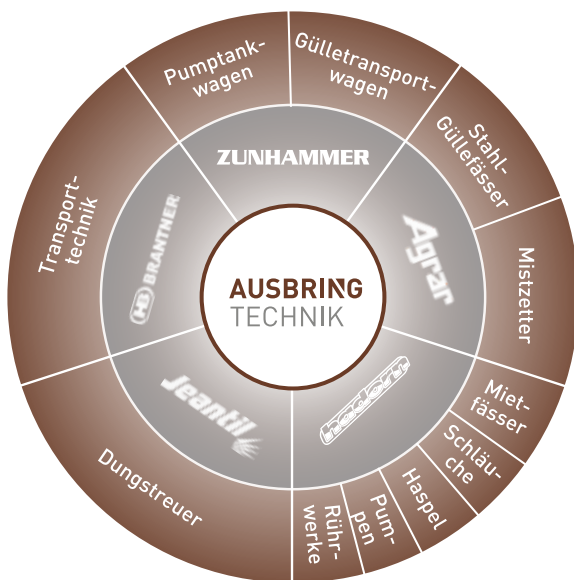 Pumptank-
wagen
Gülletransport-
wagen
Stahl-
Güllefässer
Mistzetter
Miet-
fässer
Schläu-
che
Haspel
Pum-
pen
Rühr-
werke
Dungstreuer
Transport-
technik
ZUNHAMMER
Agrar
hadorn
Jeantil
HB BRANTNER
AUSBRING
TECHNIK